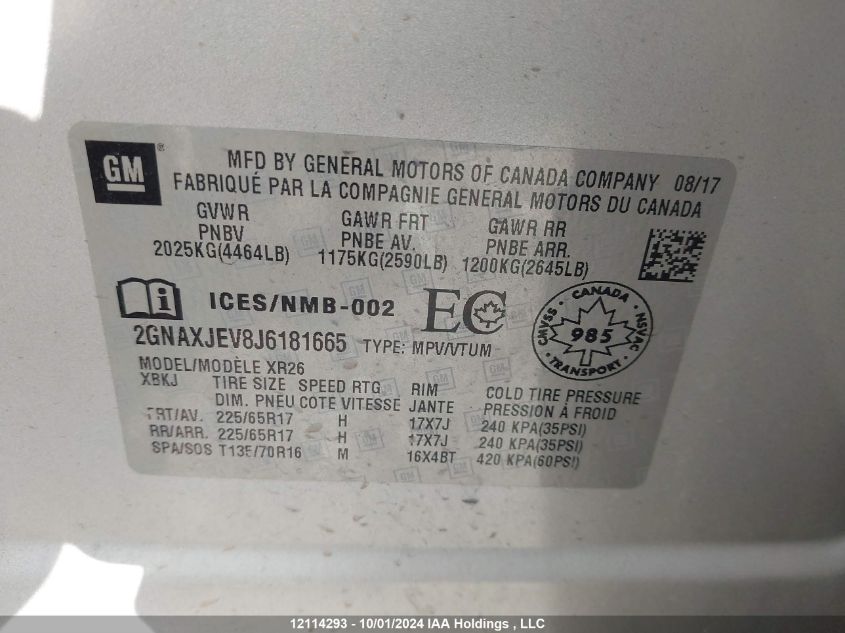 GM ®
MFD BY GENERAL MOTORS OF CANADA COMPANY 08/17
FABRIQUÉ PAR LA COMPAGNIE GENERAL MOTORS DU CANADA
GVWR GAWR FRT GAWR RR
PNBV PNBE AV. PNBE ARR.
2025KG(4464LB) 1175KG(2590LB) 1200KG(2645LB)
i ICES/NMB-002 EC
CANADA
CMVSS 985 NSVAC
TRANSPORT
2GNAXJEV8J6181665 TYPE: MPV/VTUM
MODEL/MODÈLE XR26
XBKJ TIRE SIZE SPEED RTG RIM COLD TIRE PRESSURE
DIM. PNEU COTE VITESSE JANTE PRESSION À FROID
FRT/AV. 225/65R17 H 17X7J 240 KPA(35PSI)
RR/ARR. 225/65R17 H 17X7J 240 KPA(35PSI)
SPA/SOS T135/70R16 M 16X4BT 420 KPA(60PSI)
12114293 - 10/01/2024 IAA Holdings , LLC